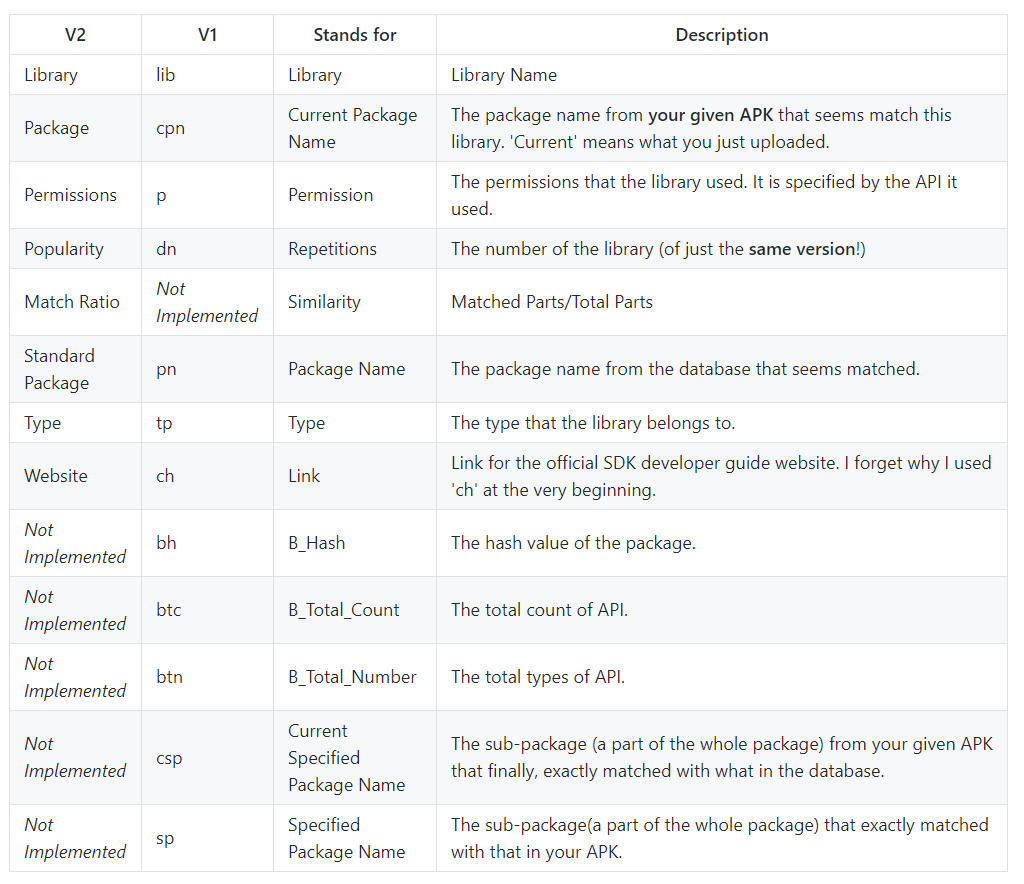 V2 V1 Stands for Description
Library lib Library Library Name
Package cpn Current Package Name The package name from your given APK that seems match this
library. 'Current' means what you just uploaded.
Permissions p Permission The permissions that the library used. It is specified by the API it
used.
Popularity dn Repetitions The number of the library (of just the same version!)
Match Ratio Not Implemented Similarity Matched Parts/Total Parts
Standard Package pn Package Name The package name from the database that seems matched.
Type tp Type The type that the library belongs to.
Website ch Link Link for the official SDK developer guide website. I forget why I used
'ch' at the very beginning.
Not Implemented bh B_Hash The hash value of the package.
Not Implemented btc B_Total_Count The total count of API.
Not Implemented btn B_Total_Number The total types of API.
Not Implemented csp Current Specified Package Name The sub-package (a part of the whole package) from your given APK
that finally, exactly matched with what in the database.
Not Implemented sp Specified Package Name The sub-package(a part of the whole package) that exactly matched
with that in your APK.